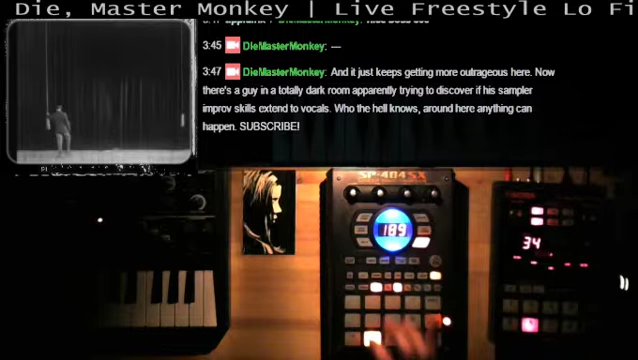 Die, Master Monkey | Live Freestyle Lo Fi
3:45 DieMasterMonkey: —
3:47 DieMasterMonkey: And it just keeps getting more outrageous here. Now
there's a guy in a totally dark room apparently trying to discover if his sampler
improv skills extend to vocals. Who the hell knows, around here anything can
happen. SUBSCRIBE!
SP-404SX
189
34